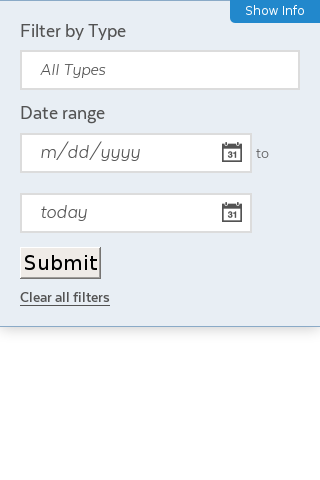 Show Info
Filter by Type
All Types
Date range
m/dd/yyyy
31
to
today
31
Submit
Clear all filters